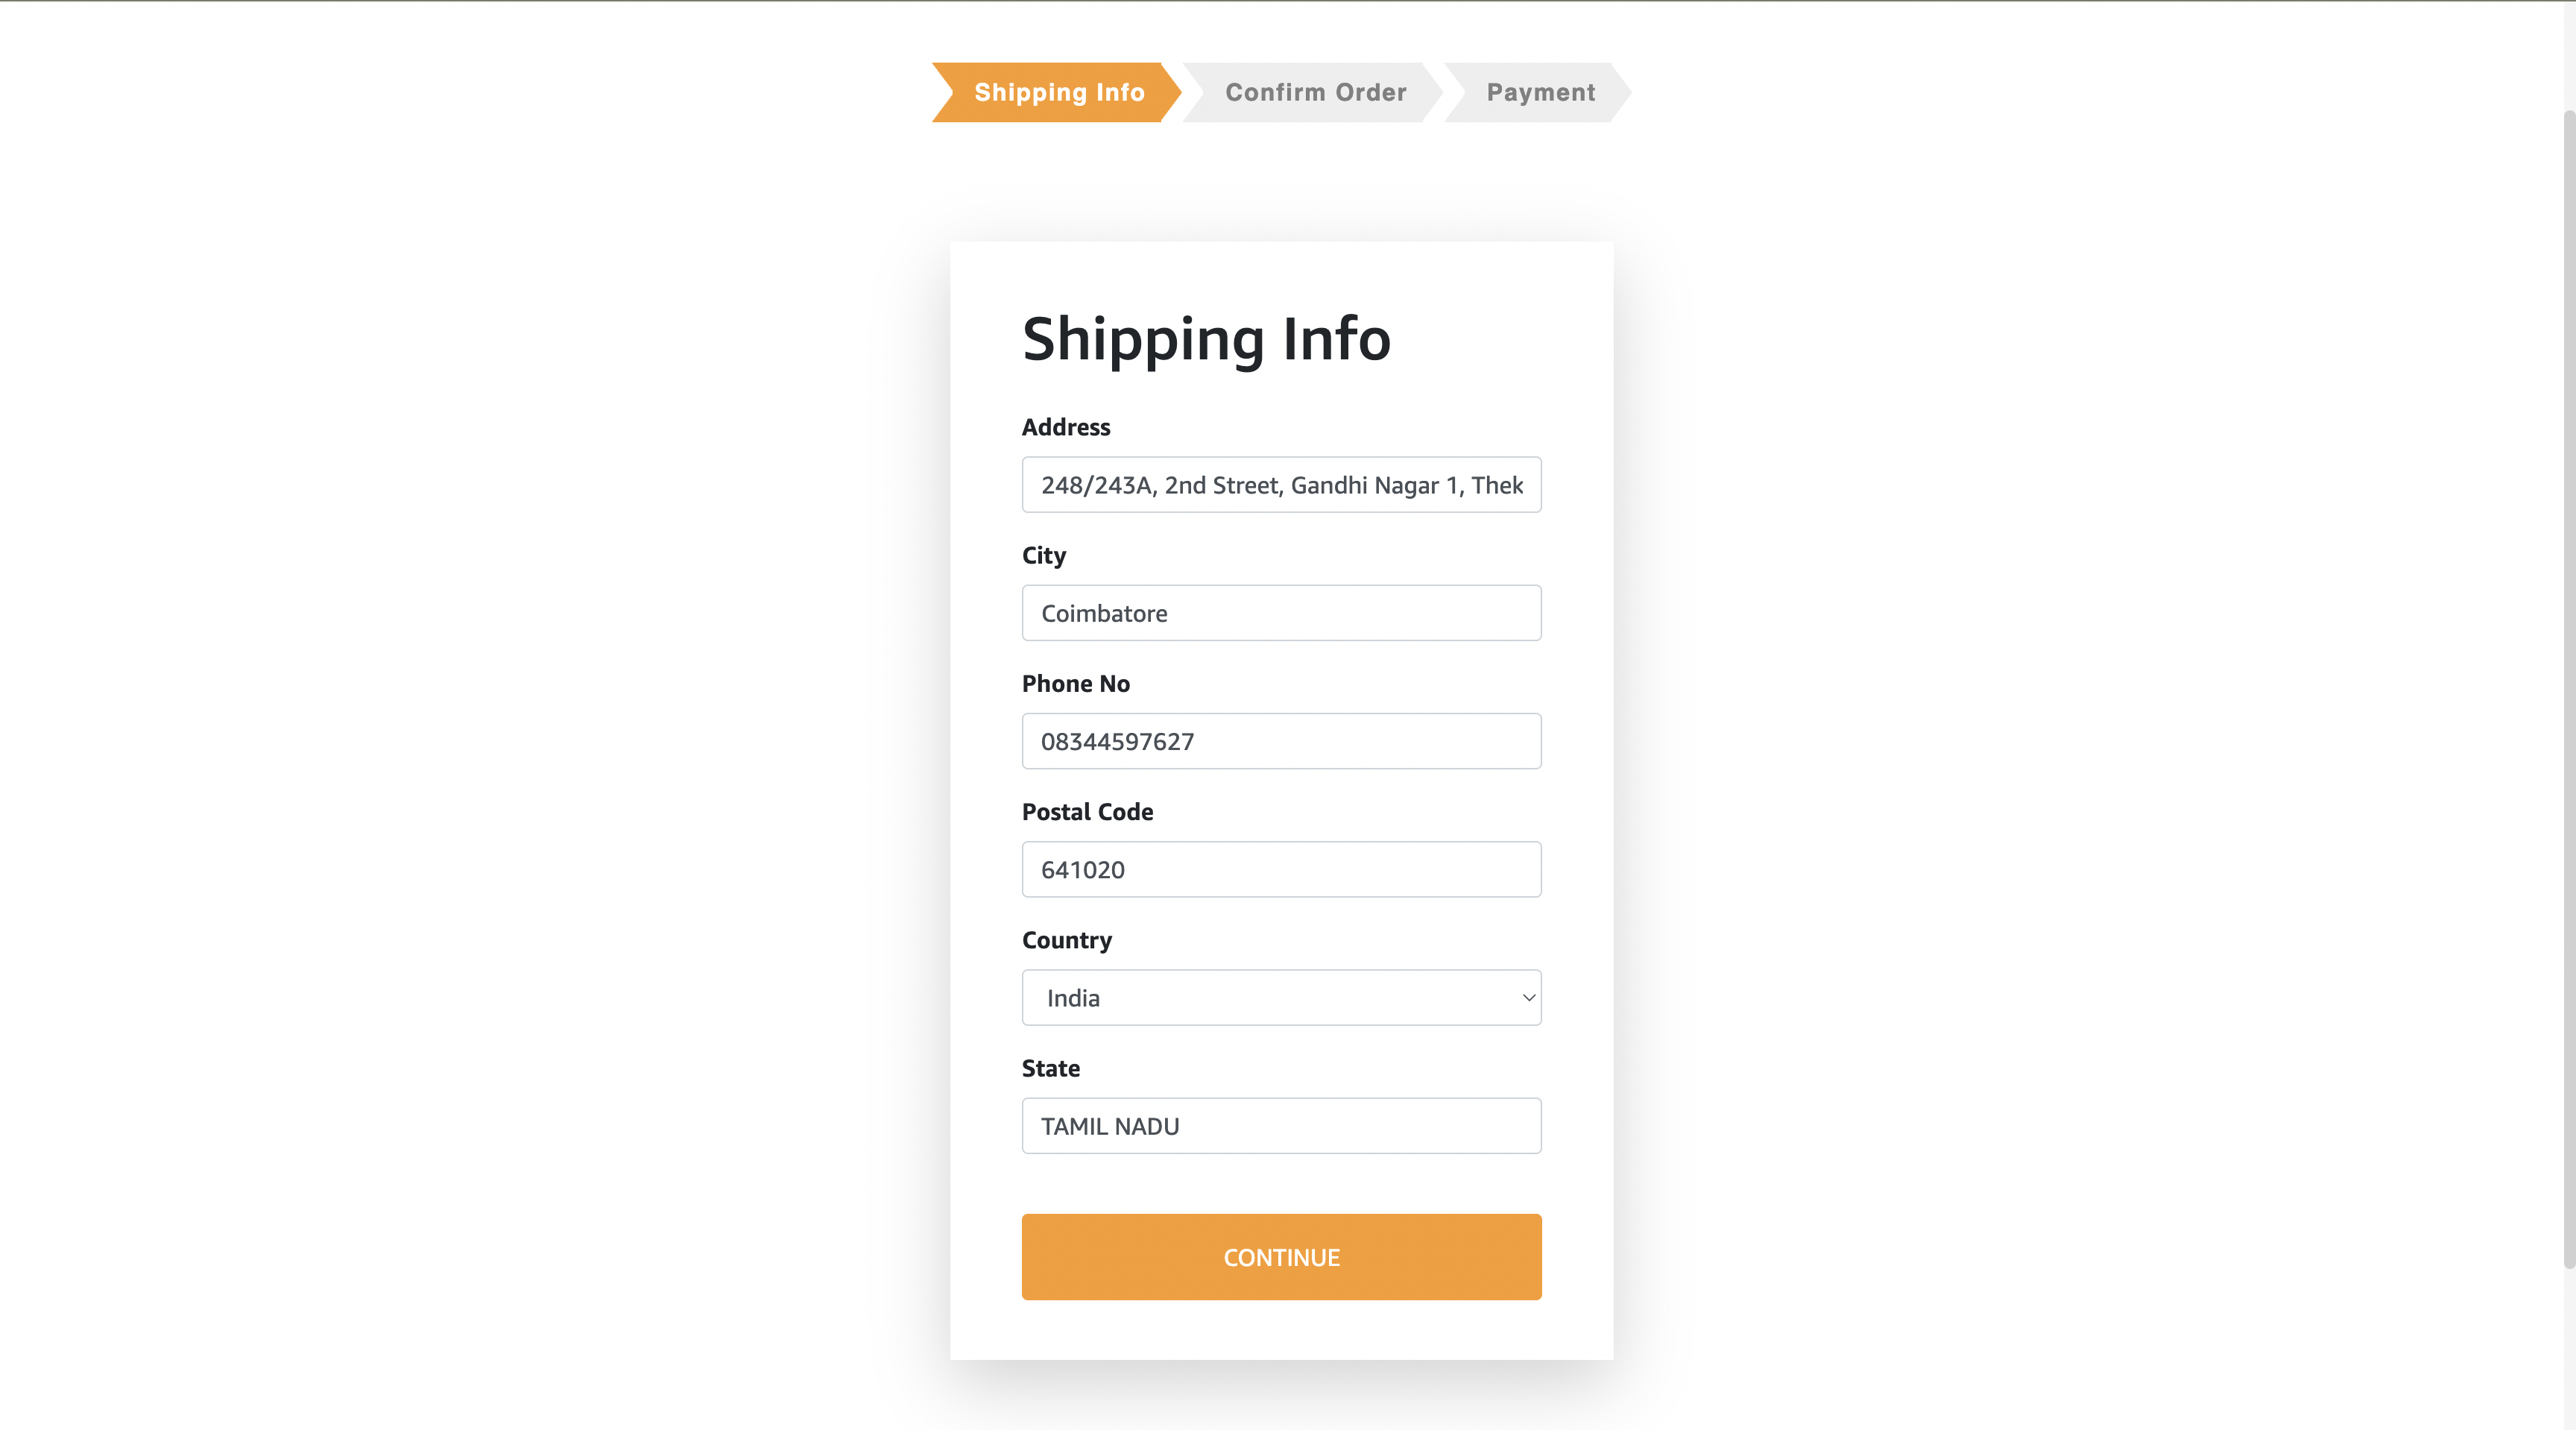 Shipping Info
Confirm Order
Payment
Shipping Info
Address
248/243A, 2nd Street, Gandhi Nagar 1, Thek
City
Coimbatore
Phone No
08344597627
Postal Code
641020
Country
India
State
TAMIL NADU
CONTINUE